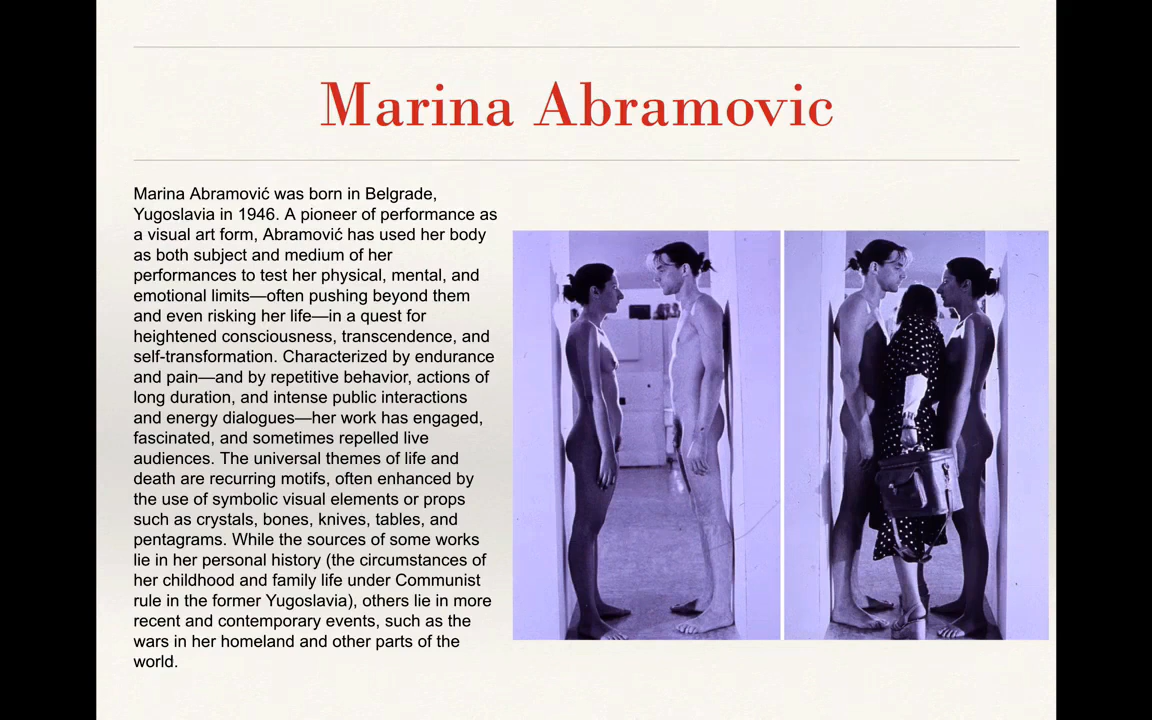 Marina Abramovic
Marina Abramović was born in Belgrade,
Yugoslavia in 1946. A pioneer of performance as
a visual art form, Abramović has used her body
as both subject and medium of her
performances to test her physical, mental, and
emotional limits—often pushing beyond them
and even risking her life—in a quest for
heightened consciousness, transcendence, and
self-transformation. Characterized by endurance
and pain—and by repetitive behavior, actions of
long duration, and intense public interactions
and energy dialogues—her work has engaged,
fascinated, and sometimes repelled live
audiences. The universal themes of life and
death are recurring motifs, often enhanced by
the use of symbolic visual elements or props
such as crystals, bones, knives, tables, and
pentagrams. While the sources of some works
lie in her personal history (the circumstances of
her childhood and family life under Communist
rule in the former Yugoslavia), others lie in more
recent and contemporary events, such as the
wars in her homeland and other parts of the
world.